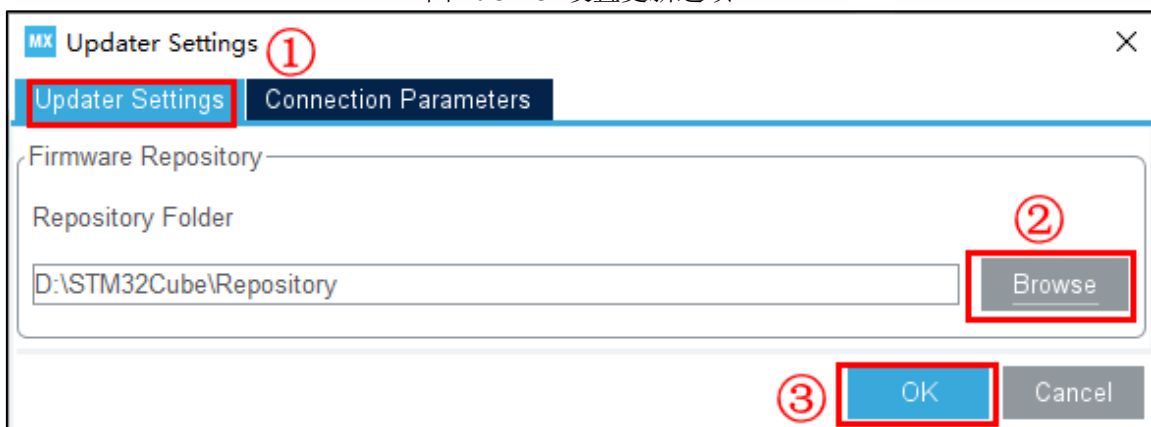 MX Updater Settings ①
Updater Settings Connection Parameters
Firmware Repository
Repository Folder
②
D:\STM32Cube\Repository Browse
③ OK Cancel